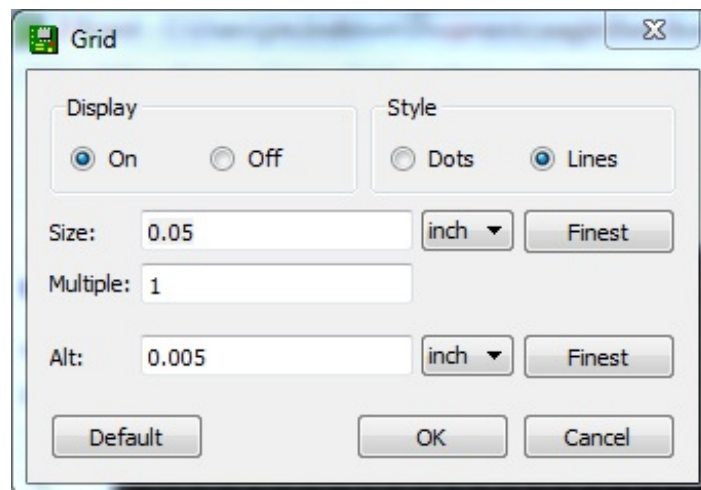 Grid
Display
Style
On
Off
Dots
Lines
Size: 0.05 inch Finest
Multiple: 1
Alt: 0.005 inch Finest
Default OK Cancel